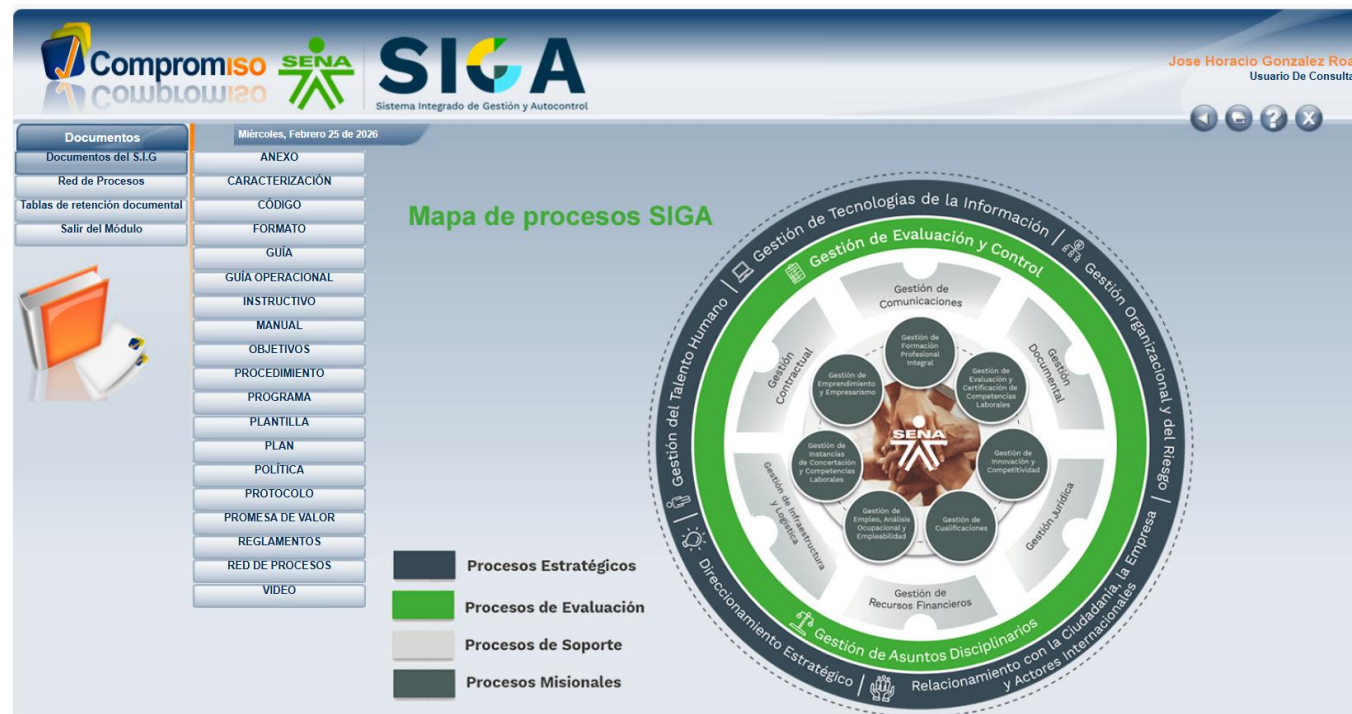 Compromiso
SENA
SIGA
Sistema Integrado de Gestión y Autocontrol
Jose Horacio Gonzalez Roa
Usuario De Consulta
Documentos
Miércoles, Febrero 25 de 2026
Documentos del S.I.G
Red de Procesos
Tablas de retención documental
Salir del Módulo
ANEXO
CARACTERIZACIÓN
CÓDIGO
FORMATO
GUÍA
GUÍA OPERACIONAL
INSTRUCTIVO
MANUAL
OBJETIVOS
PROCEDIMIENTO
PROGRAMA
PLANTILLA
PLAN
POLÍTICA
PROTOCOLO
PROMESA DE VALOR
REGLAMENTOS
RED DE PROCESOS
VIDEO
Mapa de procesos SIGA
Gestión del Talento Humano
Gestión de Tecnologías de la Información
Gestión Organizacional y del Riesgo
Relacionamiento con la Ciudadanía, la Empresa
y Actores Internacionales
Direccionamiento Estratégico
Gestión de Evaluación y Control
Gestión de Asuntos Disciplinarios
Gestión de
Comunicaciones
Gestión
Documental
Gestión Jurídica
Gestión de
Recursos Financieros
Gestión de Infraestructura
y Logística
Gestión
Contractual
Gestión de
Formación
Profesional
Integral
Gestión de
Evaluación y
Certificación de
Competencias
Laborales
Gestión de
Innovación y
Competitividad
Gestión de
Cualificaciones
Gestión de
Empleo, Análisis
Ocupacional y
Empleabilidad
Gestión de
Instancias
de Concertación
y Competencias
Laborales
Gestión de
Emprendimiento
y Empresarismo
SENA
Procesos Estratégicos
Procesos de Evaluación
Procesos de Soporte
Procesos Misionales